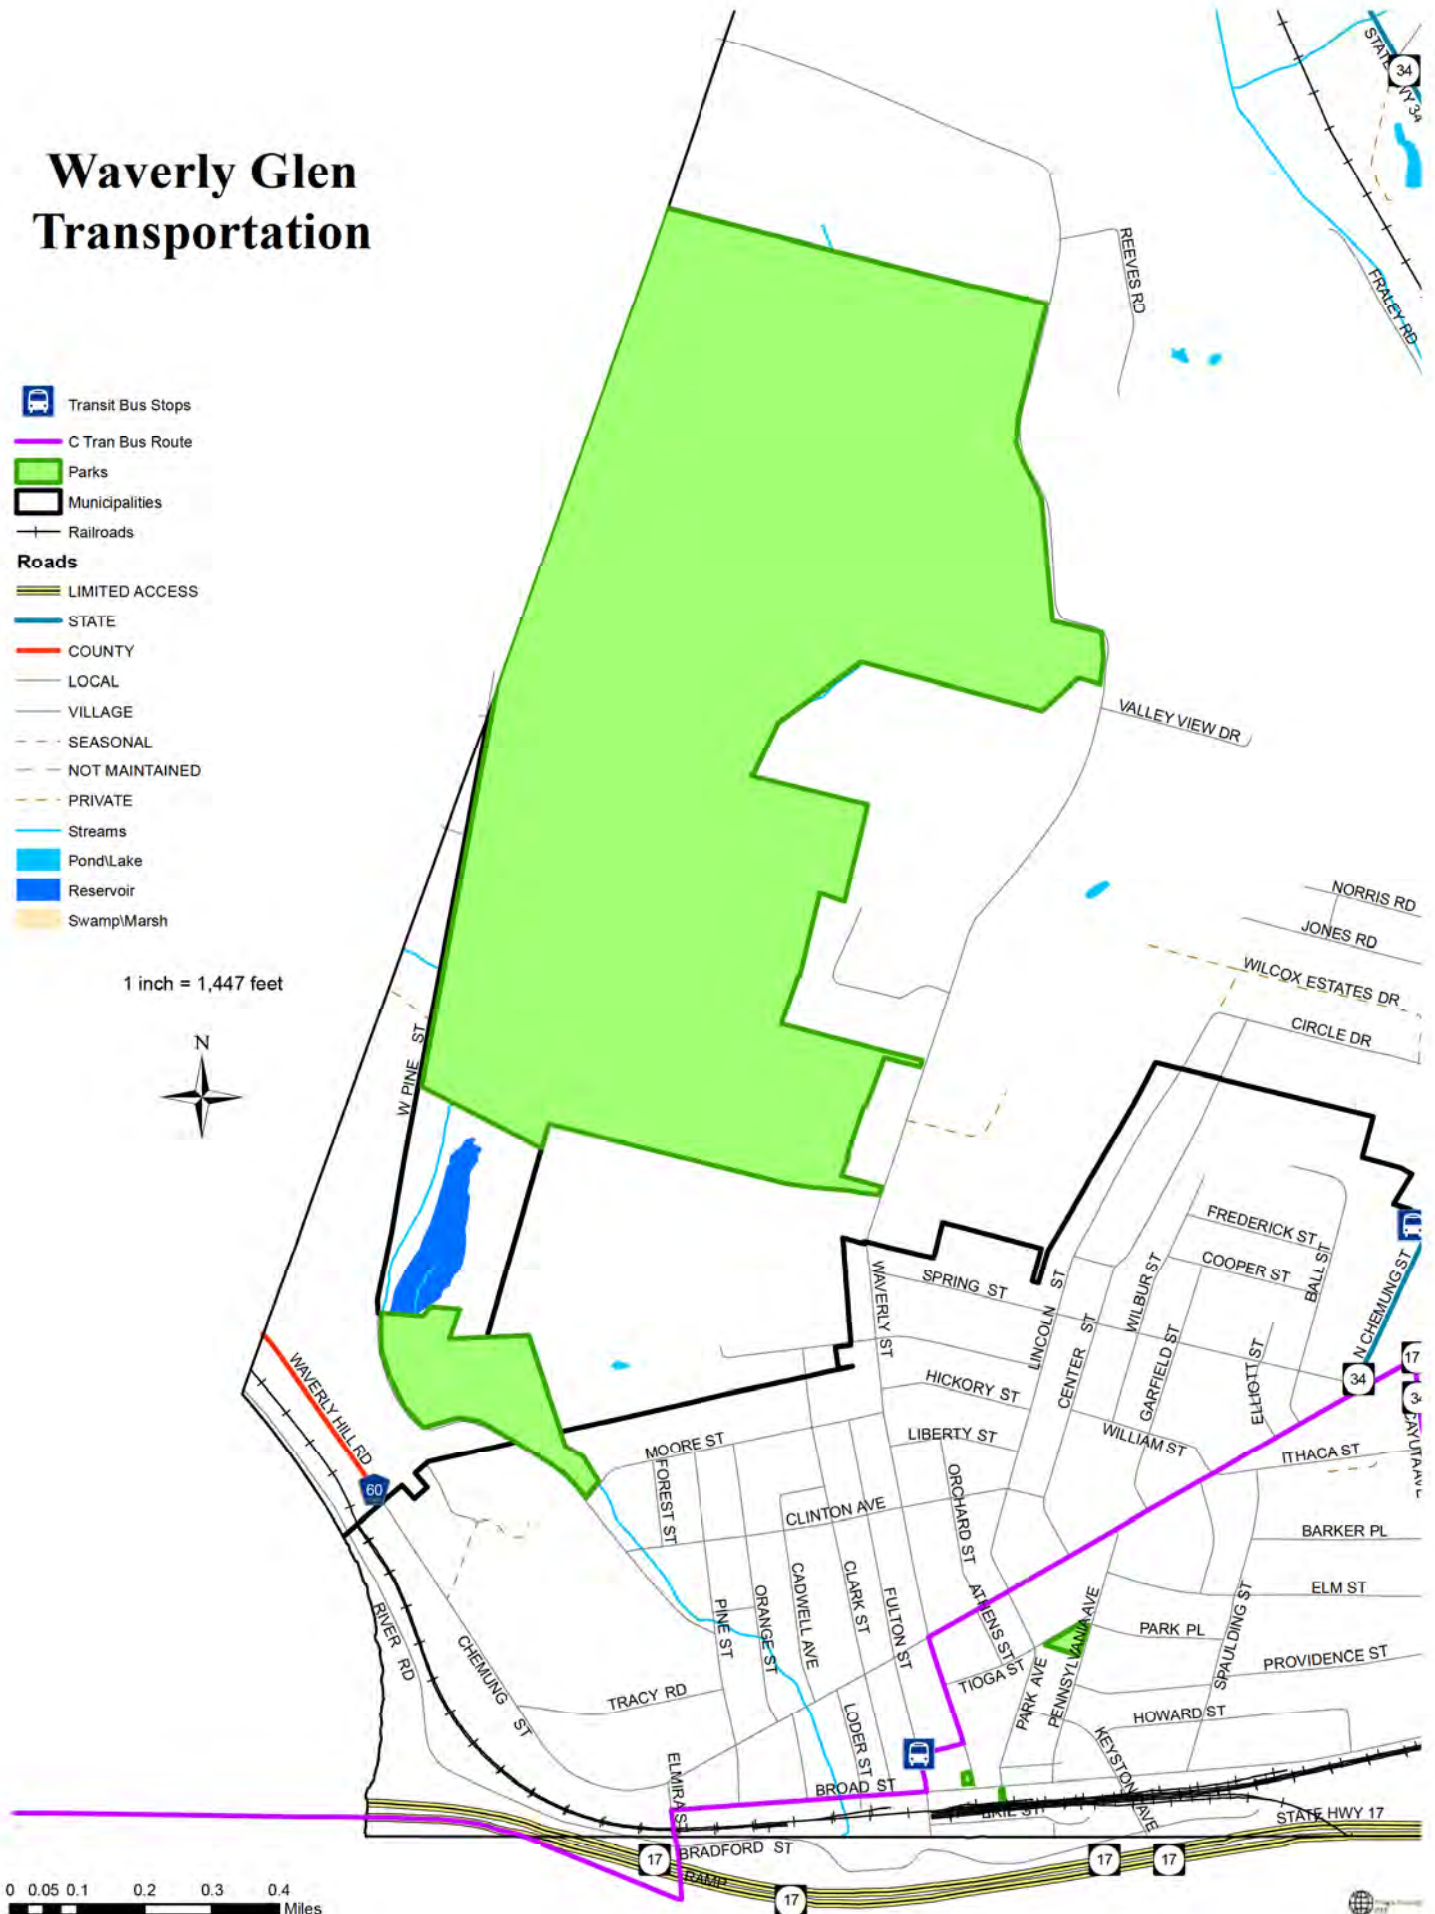 Waverly Glen
Transportation
Transit Bus Stops
C Tran Bus Route
Parks
Municipalities
Railroads
Roads
LIMITED ACCESS
STATE
COUNTY
LOCAL
VILLAGE
SEASONAL
NOT MAINTAINED
PRIVATE
Streams
Pond\Lake
Reservoir
Swamp\Marsh
1 inch = 1,447 feet
N
34
REEVES RD
FRALEY RD
VALLEY VIEW DR
NORRIS RD
JONES RD
WILCOX ESTATES DR
CIRCLE DR
W PINE ST
FREDERICK ST
COOPER ST
BALL ST
N CHEMUNG ST
SPRING ST
WAVERLY ST
LINCOLN ST
CENTER ST
WILBUR ST
GARFIELD ST
ELLIOTT ST
17
34
CAYUTA AVE
WAVERLY HILL RD
60
HICKORY ST
LIBERTY ST
WILLIAM ST
ITHACA ST
MOORE ST
FOREST ST
CLINTON AVE
ORCHARD ST
BARKER PL
ELM ST
PINE ST
ORANGE ST
CADWELL AVE
CLARK ST
FULTON ST
ATHENS ST
TIOGA ST
PARK AVE
PENNSYLVANIA AVE
PARK PL
SPAULDING ST
PROVIDENCE ST
HOWARD ST
KEYSTONE AVE
RIVER RD
CHEMUNG ST
TRACY RD
LODER ST
ELMIRA ST
BROAD ST
ERIE ST
STATE HWY 17
BRADFORD ST
RAMP
17
17
17
17
0 0.05 0.1 0.2 0.3 0.4
Miles